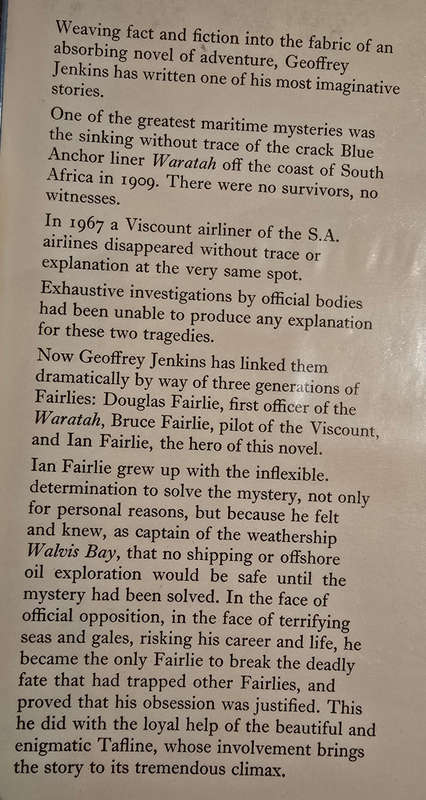 Weaving fact and fiction into the fabric of an
absorbing novel of adventure, Geoffrey
Jenkins has written one of his most imaginative
stories.
One of the greatest maritime mysteries was
the sinking without trace of the crack Blue
Anchor liner Waratah off the coast of South
Africa in 1909. There were no survivors, no
witnesses.
In 1967 a Viscount airliner of the S.A.
airlines disappeared without trace or
explanation at the very same spot.
Exhaustive investigations by official bodies
had been unable to produce any explanation
for these two tragedies.
Now Geoffrey Jenkins has linked them
dramatically by way of three generations of
Fairlies: Douglas Fairlie, first officer of the
Waratah, Bruce Fairlie, pilot of the Viscount,
and Ian Fairlie, the hero of this novel.
Ian Fairlie grew up with the inflexible.
determination to solve the mystery, not only
for personal reasons, but because he felt
and knew, as captain of the weathership
Walvis Bay, that no shipping or offshore
oil exploration would be safe until the
mystery had been solved. In the face of
official opposition, in the face of terrifying
seas and gales, risking his career and life, he
became the only Fairlie to break the deadly
fate that had trapped other Fairlies, and
proved that his obsession was justified. This
he did with the loyal help of the beautiful and
enigmatic Tafline, whose involvement brings
the story to its tremendous climax.